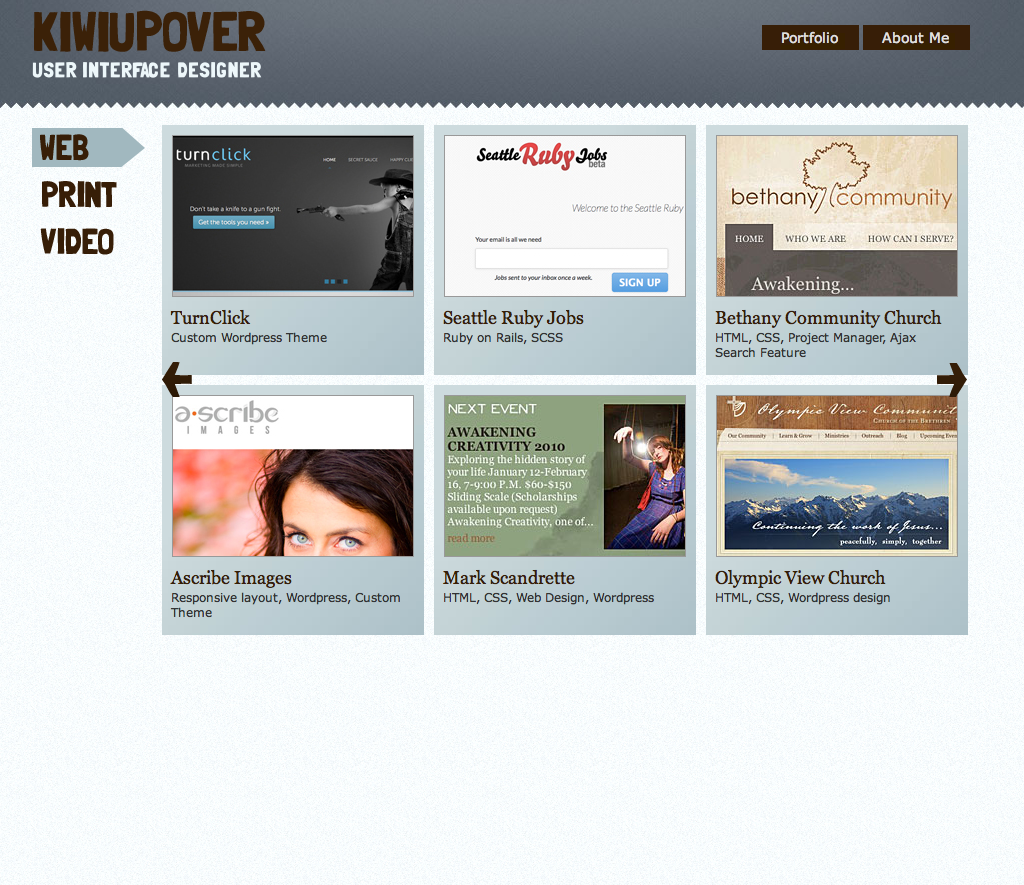 KIWIUPOVER
USER INTERFACE DESIGNER
Portfolio
About Me
WEB
PRINT
VIDEO
turnclick
MARKETING MADE SIMPLE
HOME SECRET SAUCE HAPPY CUS
Don't take a knife to a gun fight.
Get the tools you need »
TurnClick
Custom Wordpress Theme
Seattle Ruby Jobs
beta
Welcome to the Seattle Ruby
Your email is all we need
Jobs sent to your inbox once a week.
SIGN UP
Seattle Ruby Jobs
Ruby on Rails, SCSS
bethany community
HOME WHO WE ARE HOW CAN I SERVE?
Awakening...
Bethany Community Church
HTML, CSS, Project Manager, Ajax
Search Feature
a·scribe
IMAGES
Ascribe Images
Responsive layout, Wordpress, Custom
Theme
NEXT EVENT
AWAKENING
CREATIVITY 2010
Exploring the hidden story of
your life January 12-February
16, 7-9:00 P.M. $60-$150
Sliding Scale (Scholarships
available upon request)
Awakening Creativity, one of...
read more
Mark Scandrette
HTML, CSS, Web Design, Wordpress
Olympic View Communit
CHURCH OF THE BRETHREN
Our Community | Learn & Grow | Ministries | Outreach | Blog | Upcoming Even
Continuing the work of Jesus...
peacefully, simply, together
Olympic View Church
HTML, CSS, Wordpress design